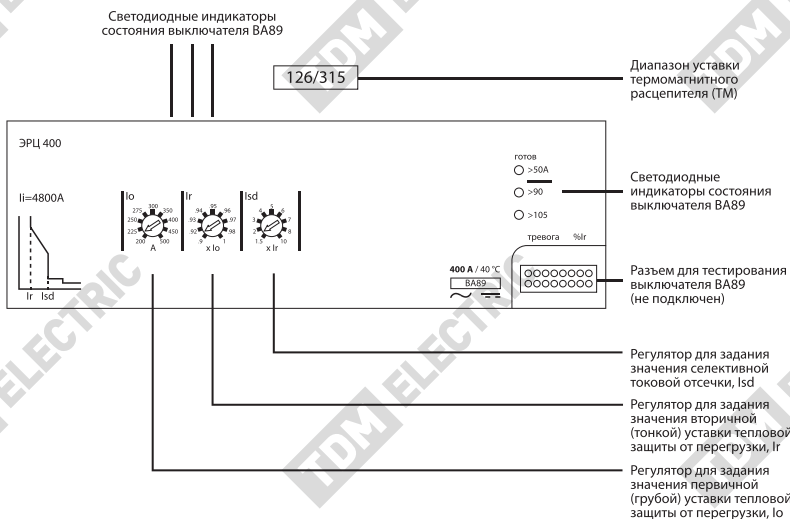 Светодиодные индикаторы
состояния выключателя ВА89
126/315
Диапазон уставки
термомагнитного
расцепителя (ТМ)
ЭРЦ 400
Ii=4800A
Ir
Isd
Io
200
225
250
275
300
350
400
450
500
A
Ir
.9
.92
.93
.94
.95
.96
.97
.98
1
x Io
Isd
1.5
2
3
4
5
6
7
8
10
x Ir
готов
>50A
>90
>105
тревога %Ir
400 A / 40 °C
ВА89
Светодиодные
индикаторы состояния
выключателя ВА89
Разъем для тестирования
выключателя ВА89
(не подключен)
Регулятор для задания
значения селективной
токовой отсечки, Isd
Регулятор для задания
значения вторичной
(тонкой) уставки тепловой
защиты от перегрузки, Ir
Регулятор для задания
значения первичной
(грубой) уставки тепловой
защиты от перегрузки, Io
TDM ELECTRIC
TDM ELECTRIC